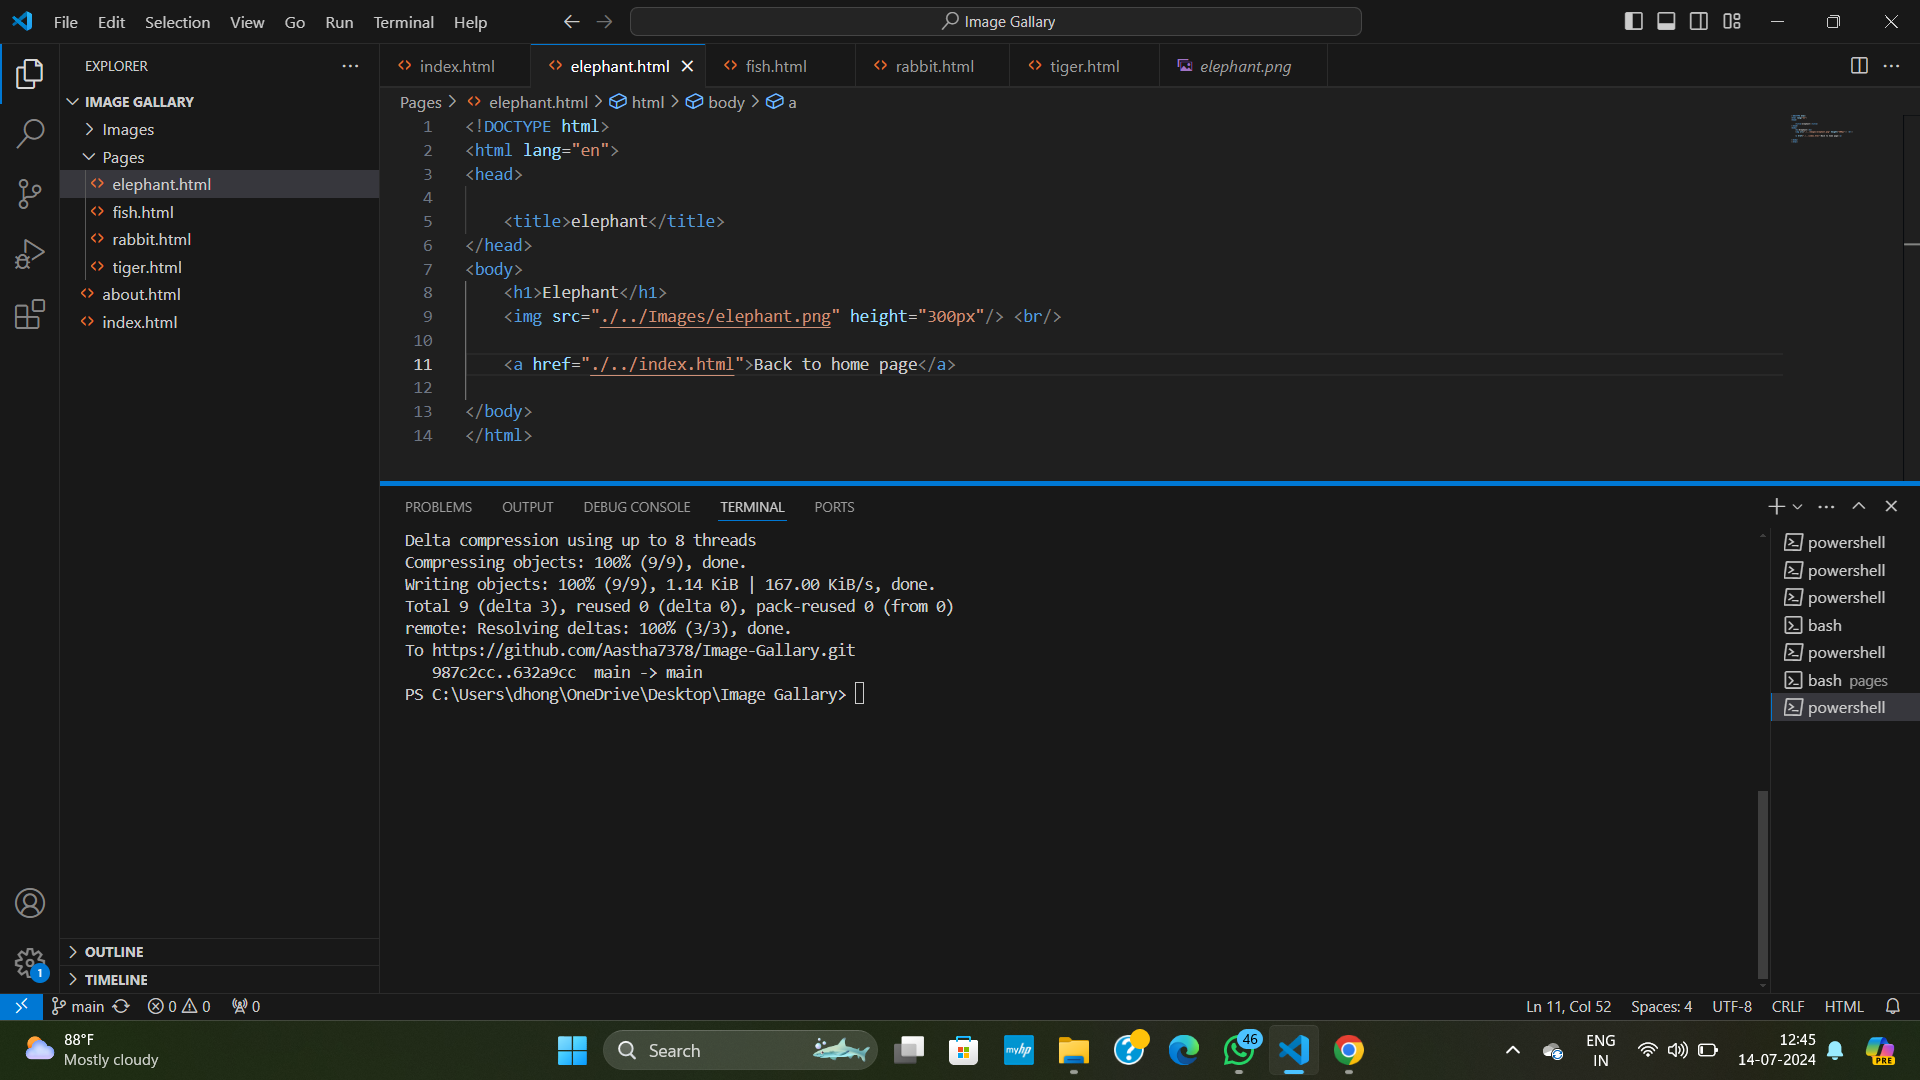 File Edit Selection View Go Run Terminal Help
Image Gallary
EXPLORER
IMAGE GALLARY
Images
Pages
elephant.html
fish.html
rabbit.html
tiger.html
about.html
index.html
OUTLINE
TIMELINE
index.html elephant.html fish.html rabbit.html tiger.html elephant.png
Pages > elephant.html > html > body > a
1 <!DOCTYPE html>
2 <html lang="en">
3 <head>
4
5 <title>elephant</title>
6 </head>
7 <body>
8 <h1>Elephant</h1>
9 <img src="./../Images/elephant.png" height="300px"/> <br/>
10
11 <a href="./../index.html">Back to home page</a>
12
13 </body>
14 </html>
PROBLEMS OUTPUT DEBUG CONSOLE TERMINAL PORTS
Delta compression using up to 8 threads
Compressing objects: 100% (9/9), done.
Writing objects: 100% (9/9), 1.14 KiB | 167.00 KiB/s, done.
Total 9 (delta 3), reused 0 (delta 0), pack-reused 0 (from 0)
remote: Resolving deltas: 100% (3/3), done.
To https://github.com/Aastha7378/Image-Gallary.git
987c2cc..632a9cc main -> main
PS C:\Users\dhong\OneDrive\Desktop\Image Gallary>
powershell
powershell
powershell
bash
powershell
bash pages
powershell
1
main 0 0 0
Ln 11, Col 52 Spaces: 4 UTF-8 CRLF HTML
88°F
Mostly cloudy
Search
myhp
46
ENG
IN
12:45
14-07-2024
PRE